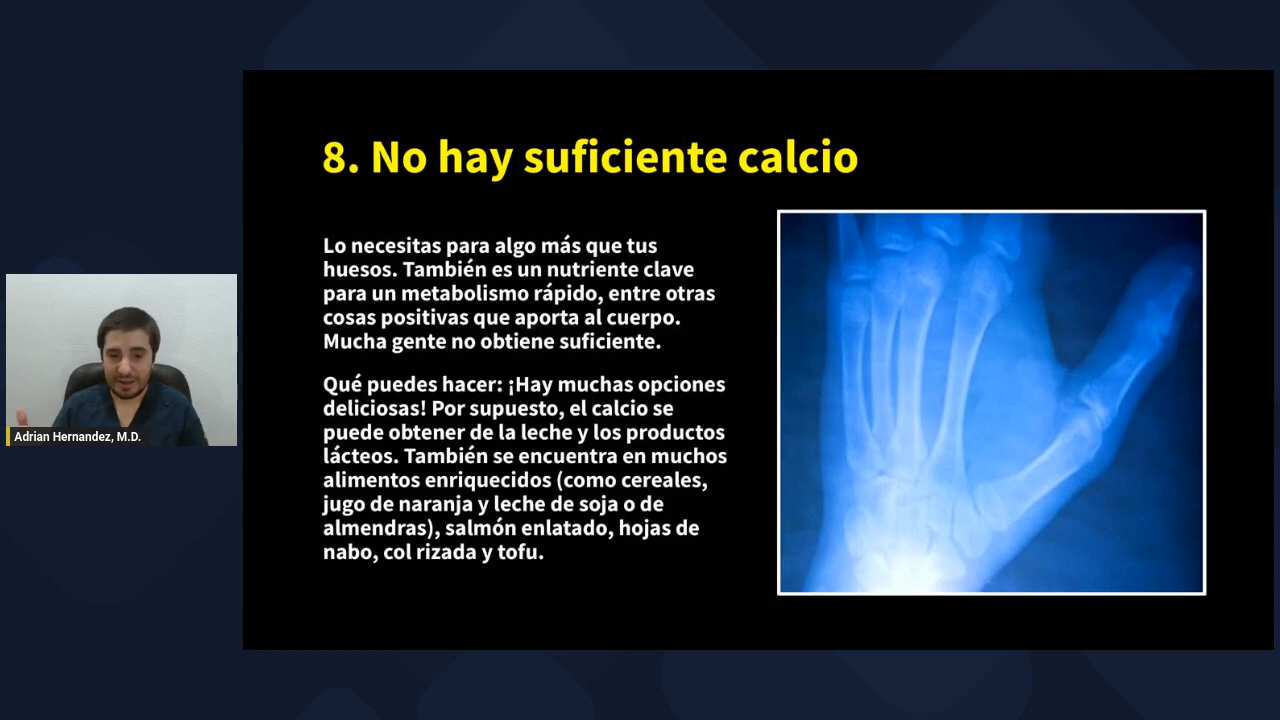 8. No hay suficiente calcio
Lo necesitas para algo más que tus
huesos. También es un nutriente clave
para un metabolismo rápido, entre otras
cosas positivas que aporta al cuerpo.
Mucha gente no obtiene suficiente.
Qué puedes hacer: ¡Hay muchas opciones
deliciosas! Por supuesto, el calcio se
puede obtener de la leche y los productos
lácteos. También se encuentra en muchos
alimentos enriquecidos (como cereales,
jugo de naranja y leche de soja o de
almendras), salmón enlatado, hojas de
nabo, col rizada y tofu.
Adrian Hernandez, M.D.